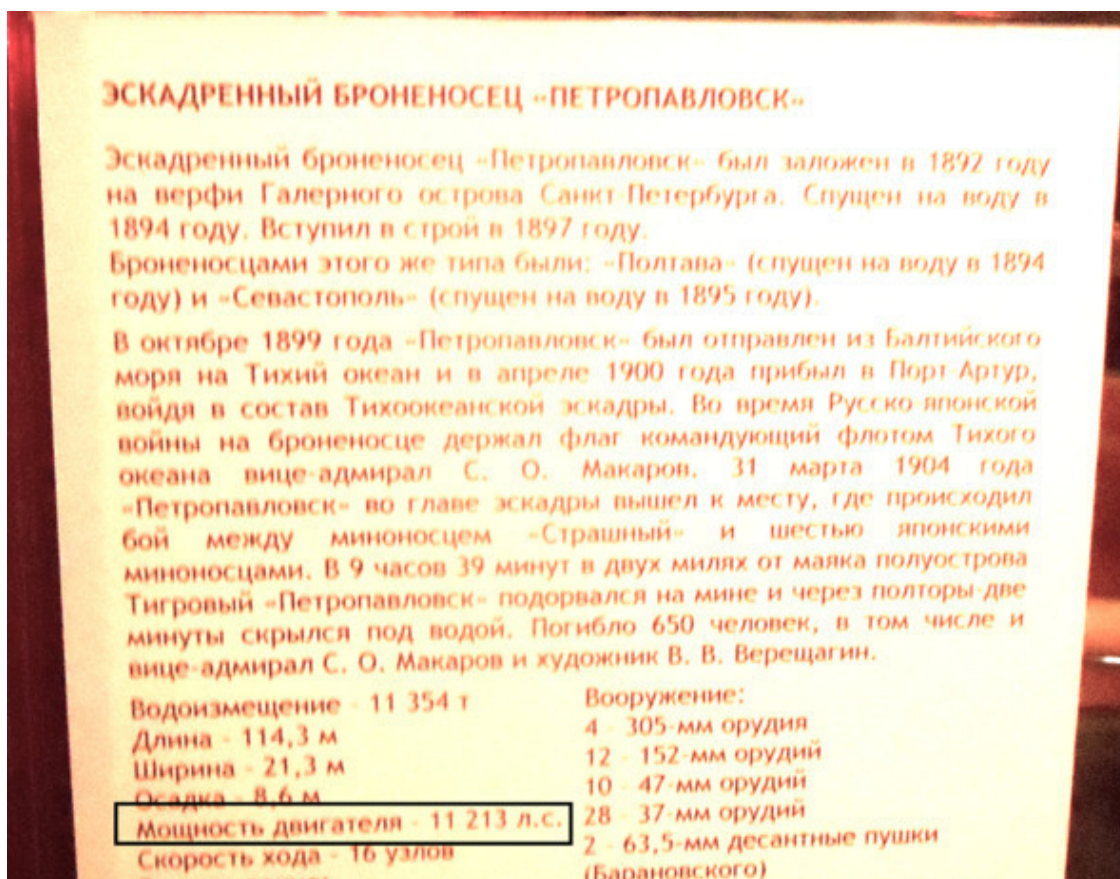 ЭСКАДРЕННЫЙ БРОНЕНОСЕЦ «ПЕТРОПАВЛОВСК»
Эскадренный броненосец «Петропавловск» был заложен в 1892 году
на верфи Галерного острова Санкт-Петербурга. Спущен на воду в
1894 году. Вступил в строй в 1897 году.
Броненосцами этого же типа были: «Полтава» (спущен на воду в 1894
году) и «Севастополь» (спущен на воду в 1895 году).
В октябре 1899 года «Петропавловск» был отправлен из Балтийского
моря на Тихий океан и в апреле 1900 года прибыл в Порт-Артур,
войдя в состав Тихоокеанской эскадры. Во время Русско-японской
войны на броненосце держал флаг командующий флотом Тихого
океана вице-адмирал С. О. Макаров. 31 марта 1904 года
«Петропавловск» во главе эскадры вышел к месту, где происходил
бой между миноносцем «Страшный» и шестью японскими
миноносцами. В 9 часов 39 минут в двух милях от маяка полуострова
Тигровый «Петропавловск» подорвался на мине и через полторы-две
минуты скрылся под водой. Погибло 650 человек, в том числе и
вице-адмирал С. О. Макаров и художник В. В. Верещагин.
Водоизмещение - 11 354 т
Длина - 114,3 м
Ширина - 21,3 м
Осадка - 8,6 м
Мощность двигателя - 11 213 л.с.
Скорость хода - 16 узлов
Вооружение:
4 - 305-мм орудия
12 - 152-мм орудий
10 - 47-мм орудий
28 - 37-мм орудий
2 - 63,5-мм десантные пушки
(Барановского)